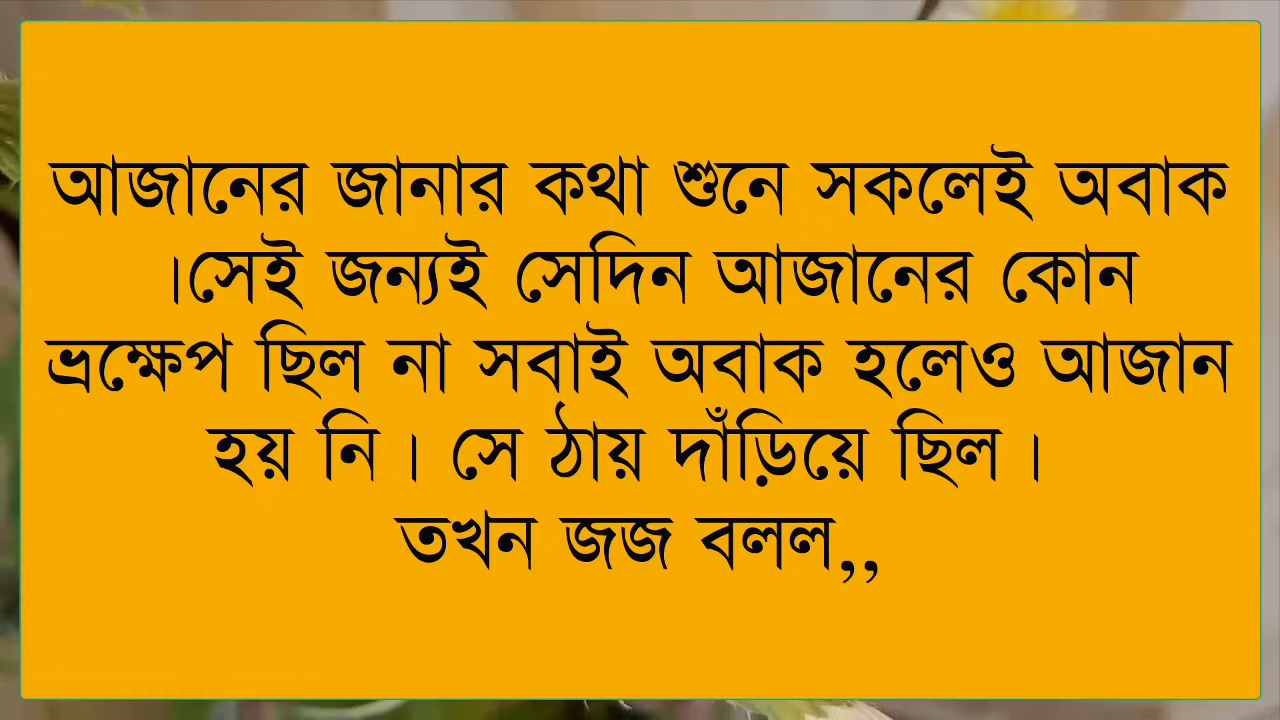 আজানের জানার কথা শুনে সকলেই অবাক
।সেই জন্যই সেদিন আজানের কোন
ভ্রক্ষেপ ছিল না সবাই অবাক হলেও আজান
হয় নি। সে ঠায় দাঁড়িয়ে ছিল।
তখন জজ বলল,,